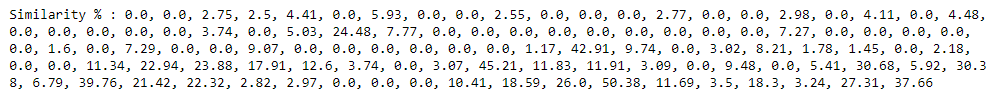 Similarity % : 0.0, 0.0, 2.75, 2.5, 4.41, 0.0, 5.93, 0.0, 0.0, 2.55, 0.0, 0.0, 0.0, 2.77, 0.0, 0.0, 2.98, 0.0, 4.11, 0.0, 4.48,
0.0, 0.0, 0.0, 0.0, 0.0, 3.74, 0.0, 5.03, 24.48, 7.77, 0.0, 0.0, 0.0, 0.0, 0.0, 0.0, 0.0, 0.0, 7.27, 0.0, 0.0, 0.0, 0.0,
0.0, 1.6, 0.0, 7.29, 0.0, 0.0, 9.07, 0.0, 0.0, 0.0, 0.0, 0.0, 0.0, 1.17, 42.91, 9.74, 0.0, 3.02, 8.21, 1.78, 1.45, 0.0, 2.18,
0.0, 0.0, 11.34, 22.94, 23.88, 17.91, 12.6, 3.74, 0.0, 3.07, 45.21, 11.83, 11.91, 3.09, 0.0, 9.48, 0.0, 5.41, 30.68, 5.92, 30.3
8, 6.79, 39.76, 21.42, 22.32, 2.82, 2.97, 0.0, 0.0, 0.0, 10.41, 18.59, 26.0, 50.38, 11.69, 3.5, 18.3, 3.24, 27.31, 37.66